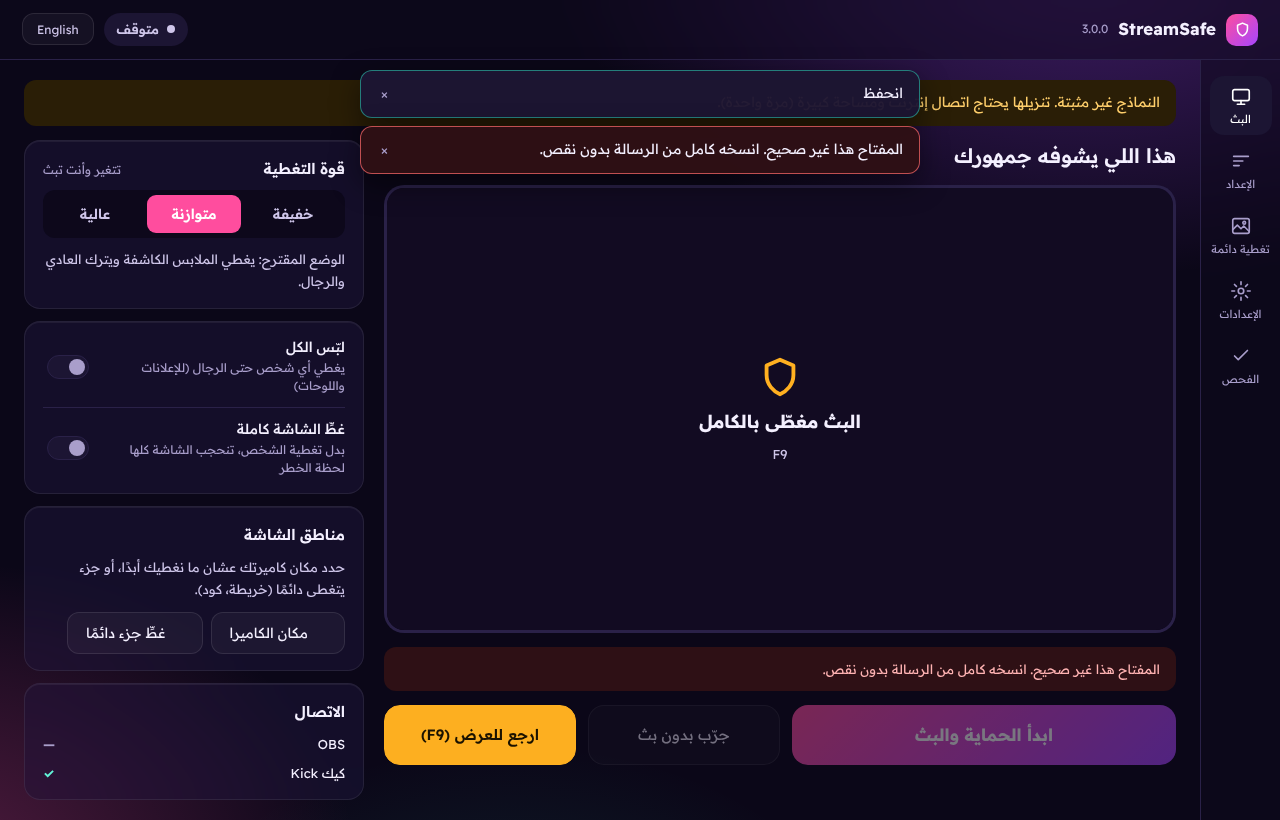 StreamSafe 3.0.0
متوقف
English
البث
الإعداد
تغطية دائمة
الإعدادات
الفحص
انحفظ ×
المفتاح هذا غير صحيح. انسخه كامل من الرسالة بدون نقص. ×
النماذج غير مثبتة. تنزيلها يحتاج اتصال إنترنت ومساحة كبيرة (مرة واحدة).
هذا اللي يشوفه جمهورك
البث مغطّى بالكامل
F9
المفتاح هذا غير صحيح. انسخه كامل من الرسالة بدون نقص.
ابدأ الحماية والبث
جرّب بدون بث
ارجع للعرض (F9)
قوة التغطية
تتغير وأنت تبث
خفيفة
متوازنة
عالية
الوضع المقترح: يغطي الملابس الكاشفة ويترك العادي
والرجال.
لبّس الكل
يغطي أي شخص حتى الرجال (للإعلانات
واللوحات)
غطّ الشاشة كاملة
بدل تغطية الشخص، تنحجب الشاشة كلها
لحظة الخطر
مناطق الشاشة
حدد مكان كاميرتك عشان ما نغطيك أبدًا، أو جزء
يتغطى دائمًا (خريطة، كود).
مكان الكاميرا
غطّ جزء دائمًا
الاتصال
OBS —
كيك Kick ✓